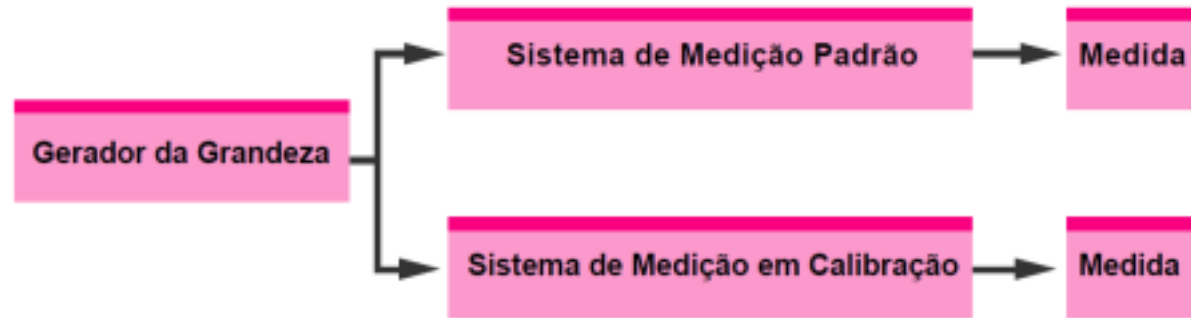 Sistema de Medição Padrão
Medida
Gerador da Grandeza
Sistema de Medição em Calibração
Medida